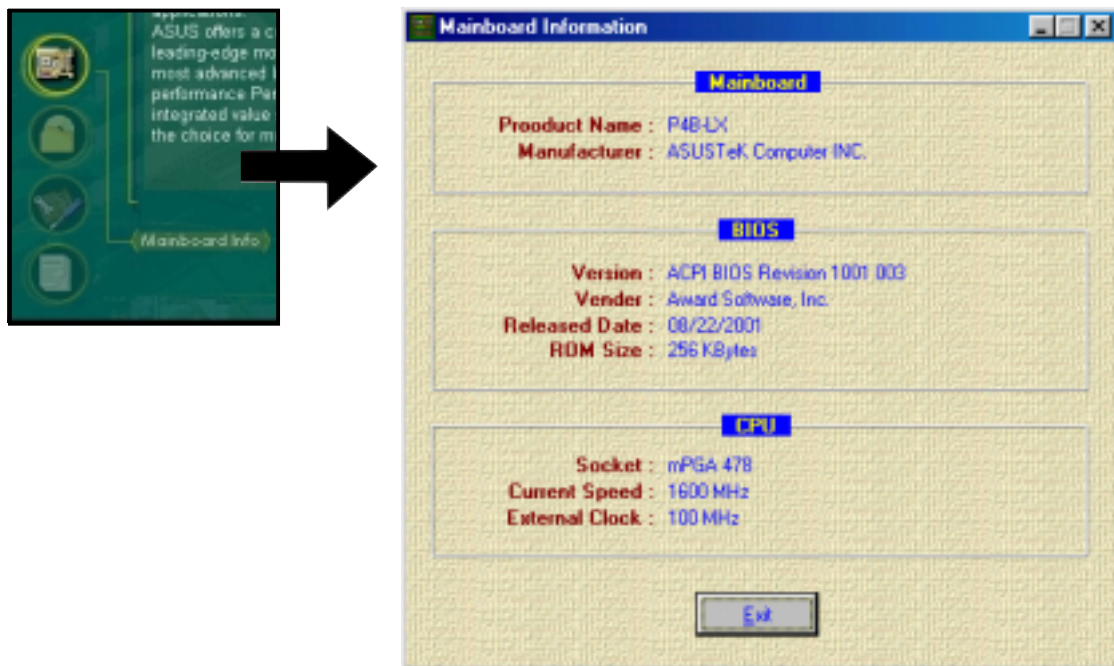 applications.
ASUS offers a c
leading-edge mo
most advanced
performance Per
integrated value
the choice for m
Mainboard Info
Mainboard Information
Mainboard
Prooduct Name : P4B-LX
Manufacturer : ASUSTeK Computer INC.
BIOS
Version : ACPI BIOS Revision 1001 003
Vender : Award Software, Inc.
Released Date : 08/22/2001
ROM Size : 256 KBytes
CPU
Socket : mPGA 478
Current Speed : 1600 MHz
External Clock : 100 MHz
Exit